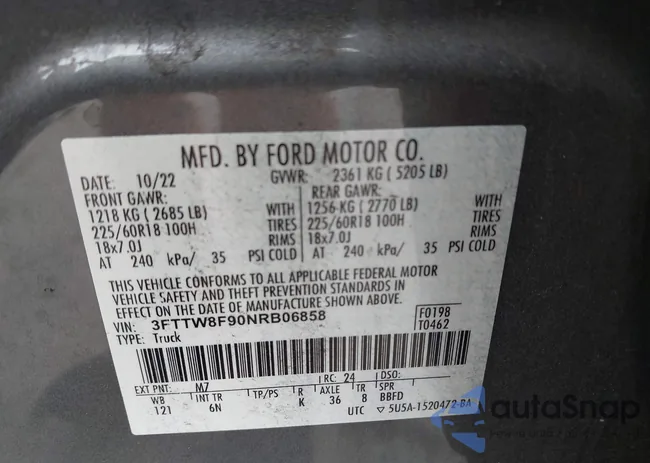 MFD. BY FORD MOTOR CO.
DATE: 10/22 GVWR: 2361 KG ( 5205 LB)
FRONT GAWR: REAR GAWR:
1218 KG ( 2685 LB) WITH 1256 KG ( 2770 LB) WITH
225/60R18 100H TIRES 225/60R18 100H TIRES
18x7.0J RIMS 18x7.0J RIMS
AT 240 kPa/ 35 PSI COLD AT 240 kPa/ 35 PSI COLD
THIS VEHICLE CONFORMS TO ALL APPLICABLE FEDERAL MOTOR
VEHICLE SAFETY AND THEFT PREVENTION STANDARDS IN
EFFECT ON THE DATE OF MANUFACTURE SHOWN ABOVE.
VIN: 3FTTW8F90NRB06858 F0198
TYPE: Truck T0462
EXT PNT: M7 RC: 24 DSO:
WB INT TR TP/PS R AXLE TR SPR
121 6N K 36 8 BBFD
UTC ▽ 5U5A-1520472-BA
autoSnap